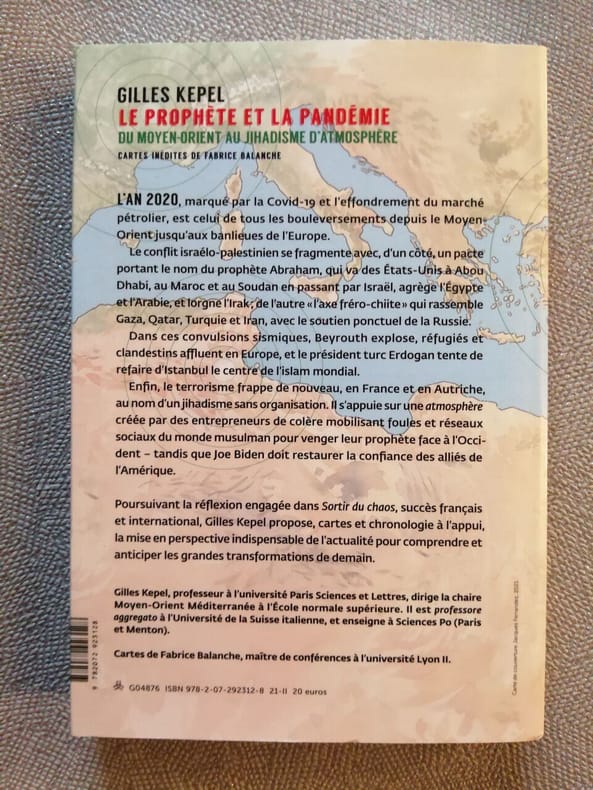 GILLES KEPEL
LE PROPHÈTE ET LA PANDÉMIE
DU MOYEN-ORIENT AU JIHADISME D'ATMOSPHÈRE
CARTES INÉDITES DE FABRICE BALANCHE
L'AN 2020, marqué par la Covid-19 et l'effondrement du marché
pétrolier, est celui de tous les bouleversements depuis le Moyen-
Orient jusqu'aux banlieues de l'Europe.
Le conflit israélo-palestinien se fragmente avec, d'un côté, un pacte
portant le nom du prophète Abraham, qui va des États-Unis à Abou
Dhabi, au Maroc et au Soudan en passant par Israël, agrège l'Égypte
et l'Arabie, et lorgne l'Irak; de l'autre «l'axe fréro-chiite» qui rassemble
Gaza, Qatar, Turquie et Iran, avec le soutien ponctuel de la Russie.
Dans ces convulsions sismiques, Beyrouth explose, réfugiés et
clandestins affluent en Europe, et le président turc Erdogan tente de
refaire d'Istanbul le centre de l'islam mondial.
Enfin, le terrorisme frappe de nouveau, en France et en Autriche,
au nom d'un jihadisme sans organisation. Il s'appuie sur une atmosphère
créée par des entrepreneurs de colère mobilisant foules et réseaux
sociaux du monde musulman pour venger leur prophète face à l'Occi-
dent – tandis que Joe Biden doit restaurer la confiance des alliés de
l'Amérique.
Poursuivant la réflexion engagée dans Sortir du chaos, succès français
et international, Gilles Kepel propose, cartes et chronologie à l'appui,
la mise en perspective indispensable de l'actualité pour comprendre et
anticiper les grandes transformations de demain.
Gilles Kepel, professeur à l'université Paris Sciences et Lettres, dirige la chaire
Moyen-Orient Méditerranée à l'École normale supérieure. Il est professore
aggregato à l'Université de la Suisse italienne, et enseigne à Sciences Po (Paris
et Menton).
Cartes de Fabrice Balanche, maître de conférences à l'université Lyon II.
G04876 ISBN 978-2-07-292312-8 21-II 20 euros
9 782072 923128
Carte de couverture Jacques Fernandez, 2021.